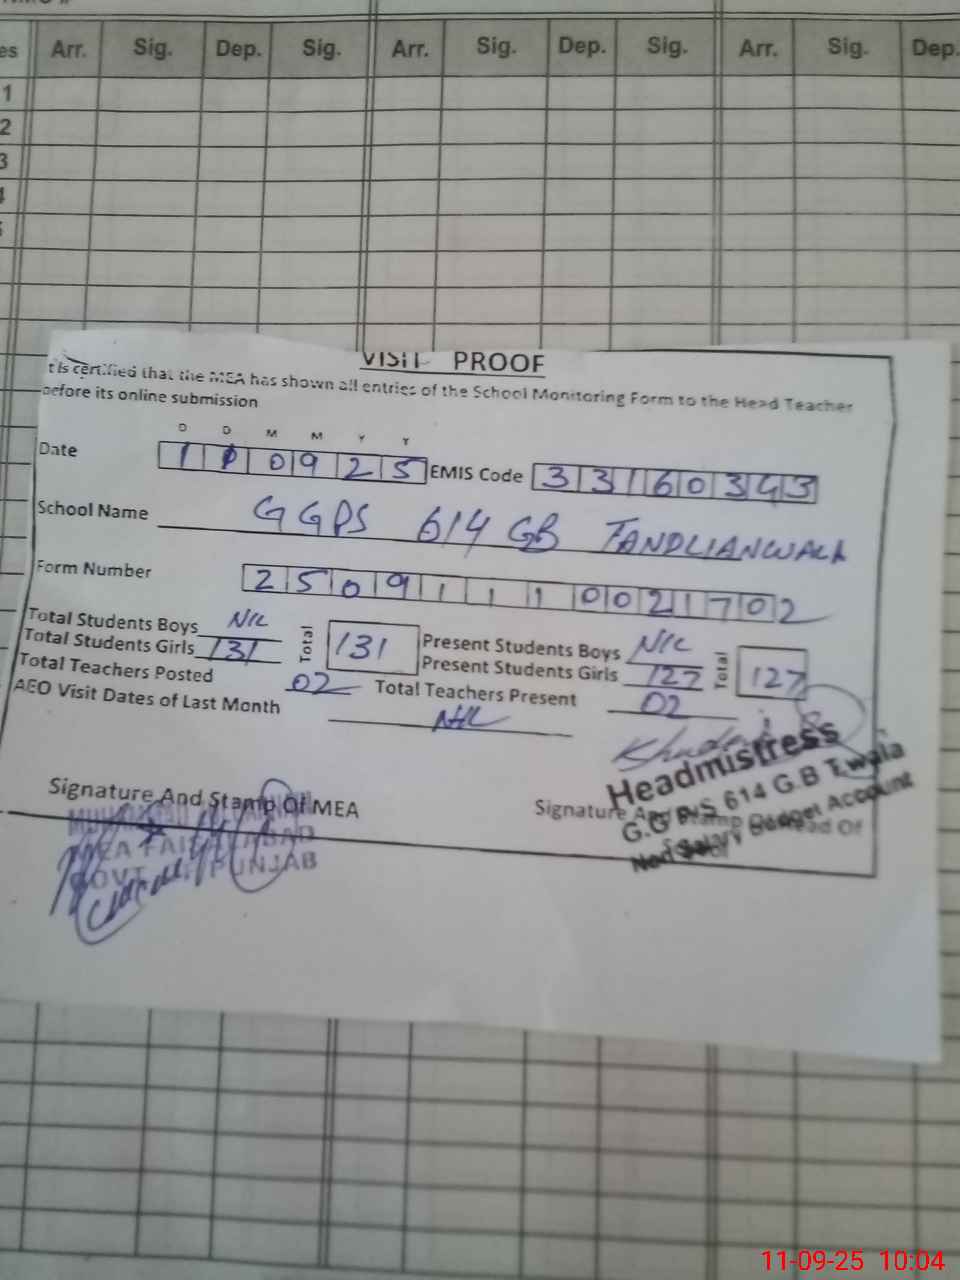 es Arr. Sig. Dep. Sig. Arr. Sig. Dep. Sig. Arr. Sig. Dep.
1
2
3
VISIT PROOF
t is certified that the MEA has shown all entries of the School Monitoring Form to the Head Teacher
before its online submission
D D M M Y Y
Date 1 1 0 9 2 5 EMIS Code 3 3 1 6 0 3 4 3
School Name GGPS 614 GB TANDLIANWALA
Form Number 2 5 0 9 1 1 1 0 0 2 1 7 0 2
Total Students Boys Nil Total 131 Present Students Boys Nil Total 127
Total Students Girls 131 Present Students Girls 127
Total Teachers Posted 02 Total Teachers Present 02
AEO Visit Dates of Last Month Nil
Headmistress
G.G P/S 614 G.B T.wala
Non Salary Budget Account
Signature And Stamp Of MEA
Signature And Stamp Of Head Of
MEA FAISALABAD
GOVT PUNJAB
11-09-25 10:04